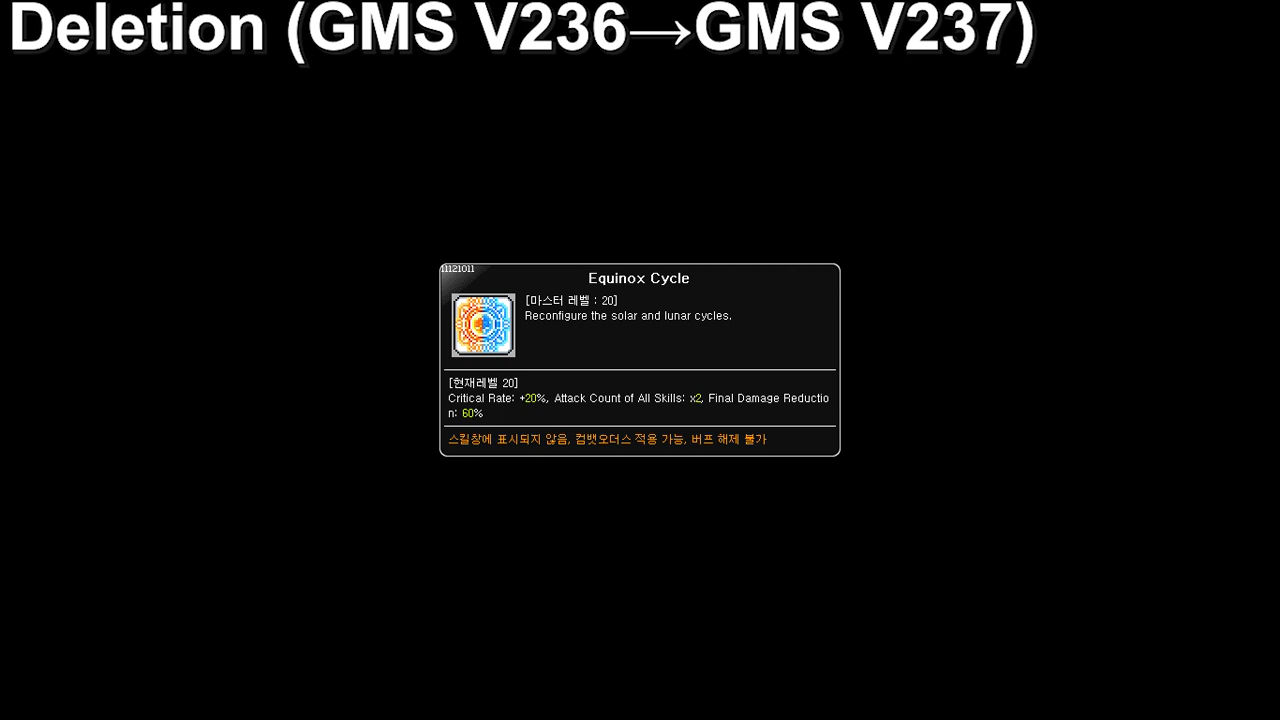 Deletion (GMS V236→GMS V237)
11121011
Equinox Cycle
[마스터 레벨 : 20]
Reconfigure the solar and lunar cycles.
[현재레벨 20]
Critical Rate: +20%, Attack Count of All Skills: x2, Final Damage Reductio
n: 60%
스킬창에 표시되지 않음, 컴뱃오더스 적용 가능, 버프 해제 불가